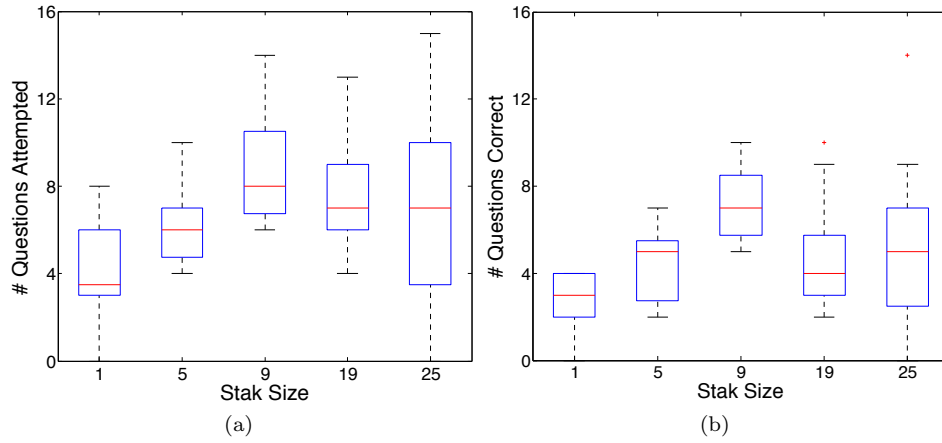 16
12
8
4
0
# Questions Attempted
1 5 9 19 25
Stak Size
(a)
16
12
8
4
0
# Questions Correct
1 5 9 19 25
Stak Size
(b)